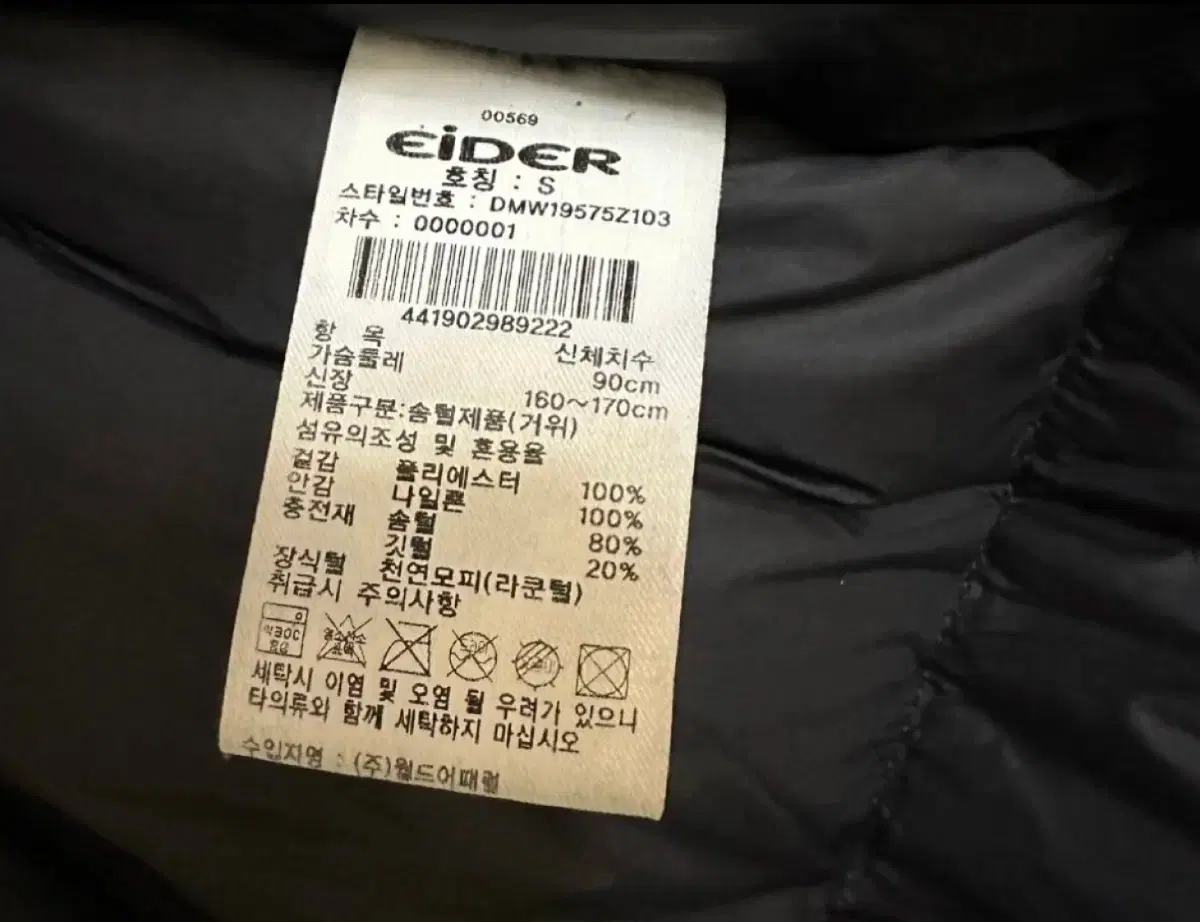 00569
EiDER
호칭 : S
스타일번호 : DMW19575Z103
차수 : 0000001
441902989222
항 목 신체치수
가슴둘레 90cm
신장 160~170cm
제품구분:솜털제품(거위)
섬유의조성 및 혼용율
겉감 폴리에스터 100%
안감 나일론 100%
충전재 솜털 80%
깃털 20%
장식털 천연모피(라쿤털)
취급시 주의사항
약30℃
중성
세탁시 이염 및 오염 될 우려가 있으니
타의류와 함께 세탁하지 마십시오
수입자명 : (주)월드어패럴